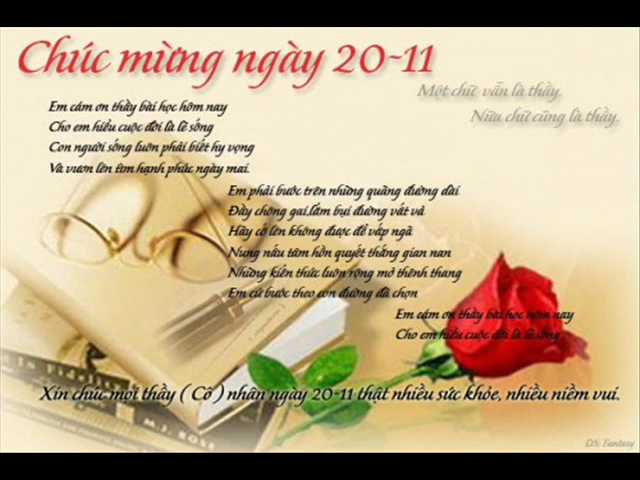 Chúc mừng ngày 20-11
Một chữ vẫn là thầy.
Nửa chữ cũng là thầy.
Em cám ơn thầy bài học hôm nay
Cho em hiểu cuộc đời là lẽ sống
Con người sống luôn phải biết hy vọng
Và vươn lên tìm hạnh phúc ngày mai.
Em phải bước trên những quãng đường dài
Đầy chông gai,lấm bụi đường vất vả
Hãy cố lên không được để vấp ngã
Nung nấu tâm hồn quyết thắng gian nan
Những kiến thức luôn rộng mở thênh thang
Em cứ bước theo con đường đã chọn
Em cám ơn thầy bài học hôm nay
Cho em hiểu cuộc đời là lẽ sống
Xin chúc mọi thầy ( Cô ) nhân ngày 20-11 thật nhiều sức khỏe, nhiều niềm vui.
M.J. ROSE
DS: Fantasy